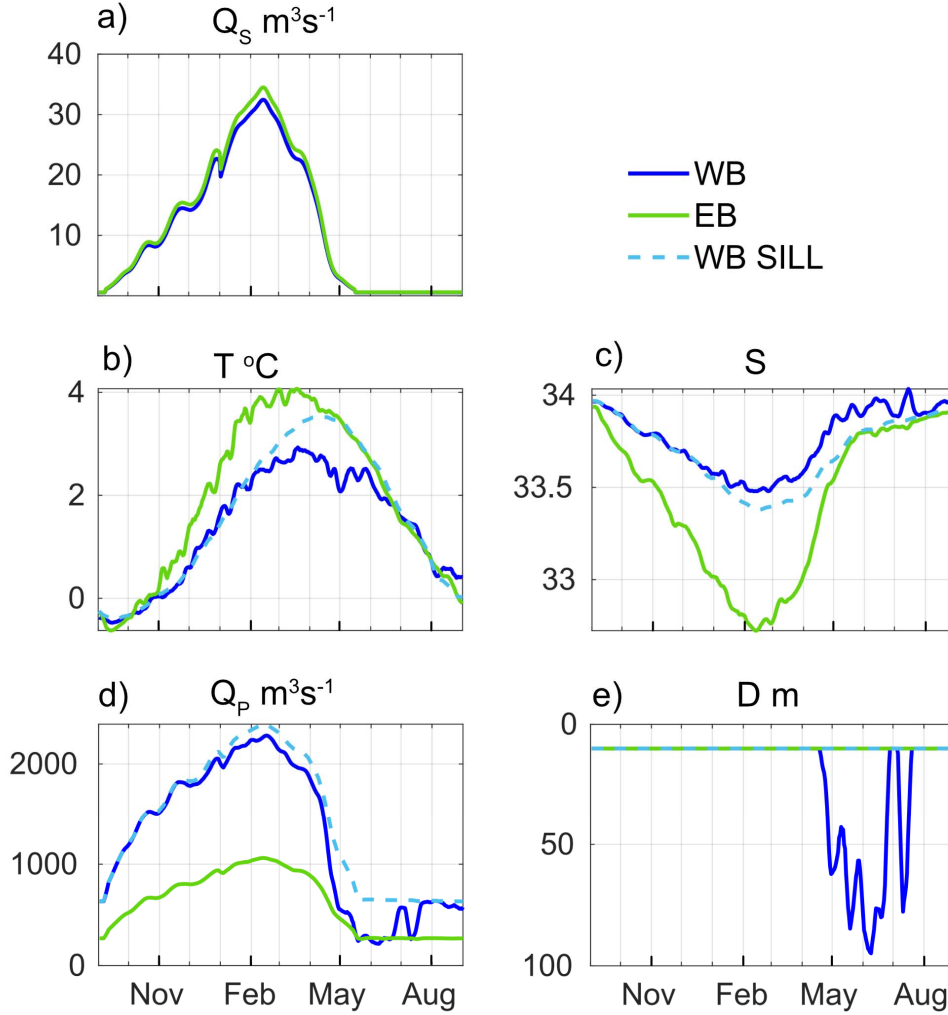 a) Q_S m³s⁻¹
40
30
20
10
WB
EB
WB SILL
b) T °C
4
2
0
c) S
34
33.5
33
d) Q_P m³s⁻¹
2000
1000
0
Nov Feb May Aug
e) D m
0
50
100
Nov Feb May Aug